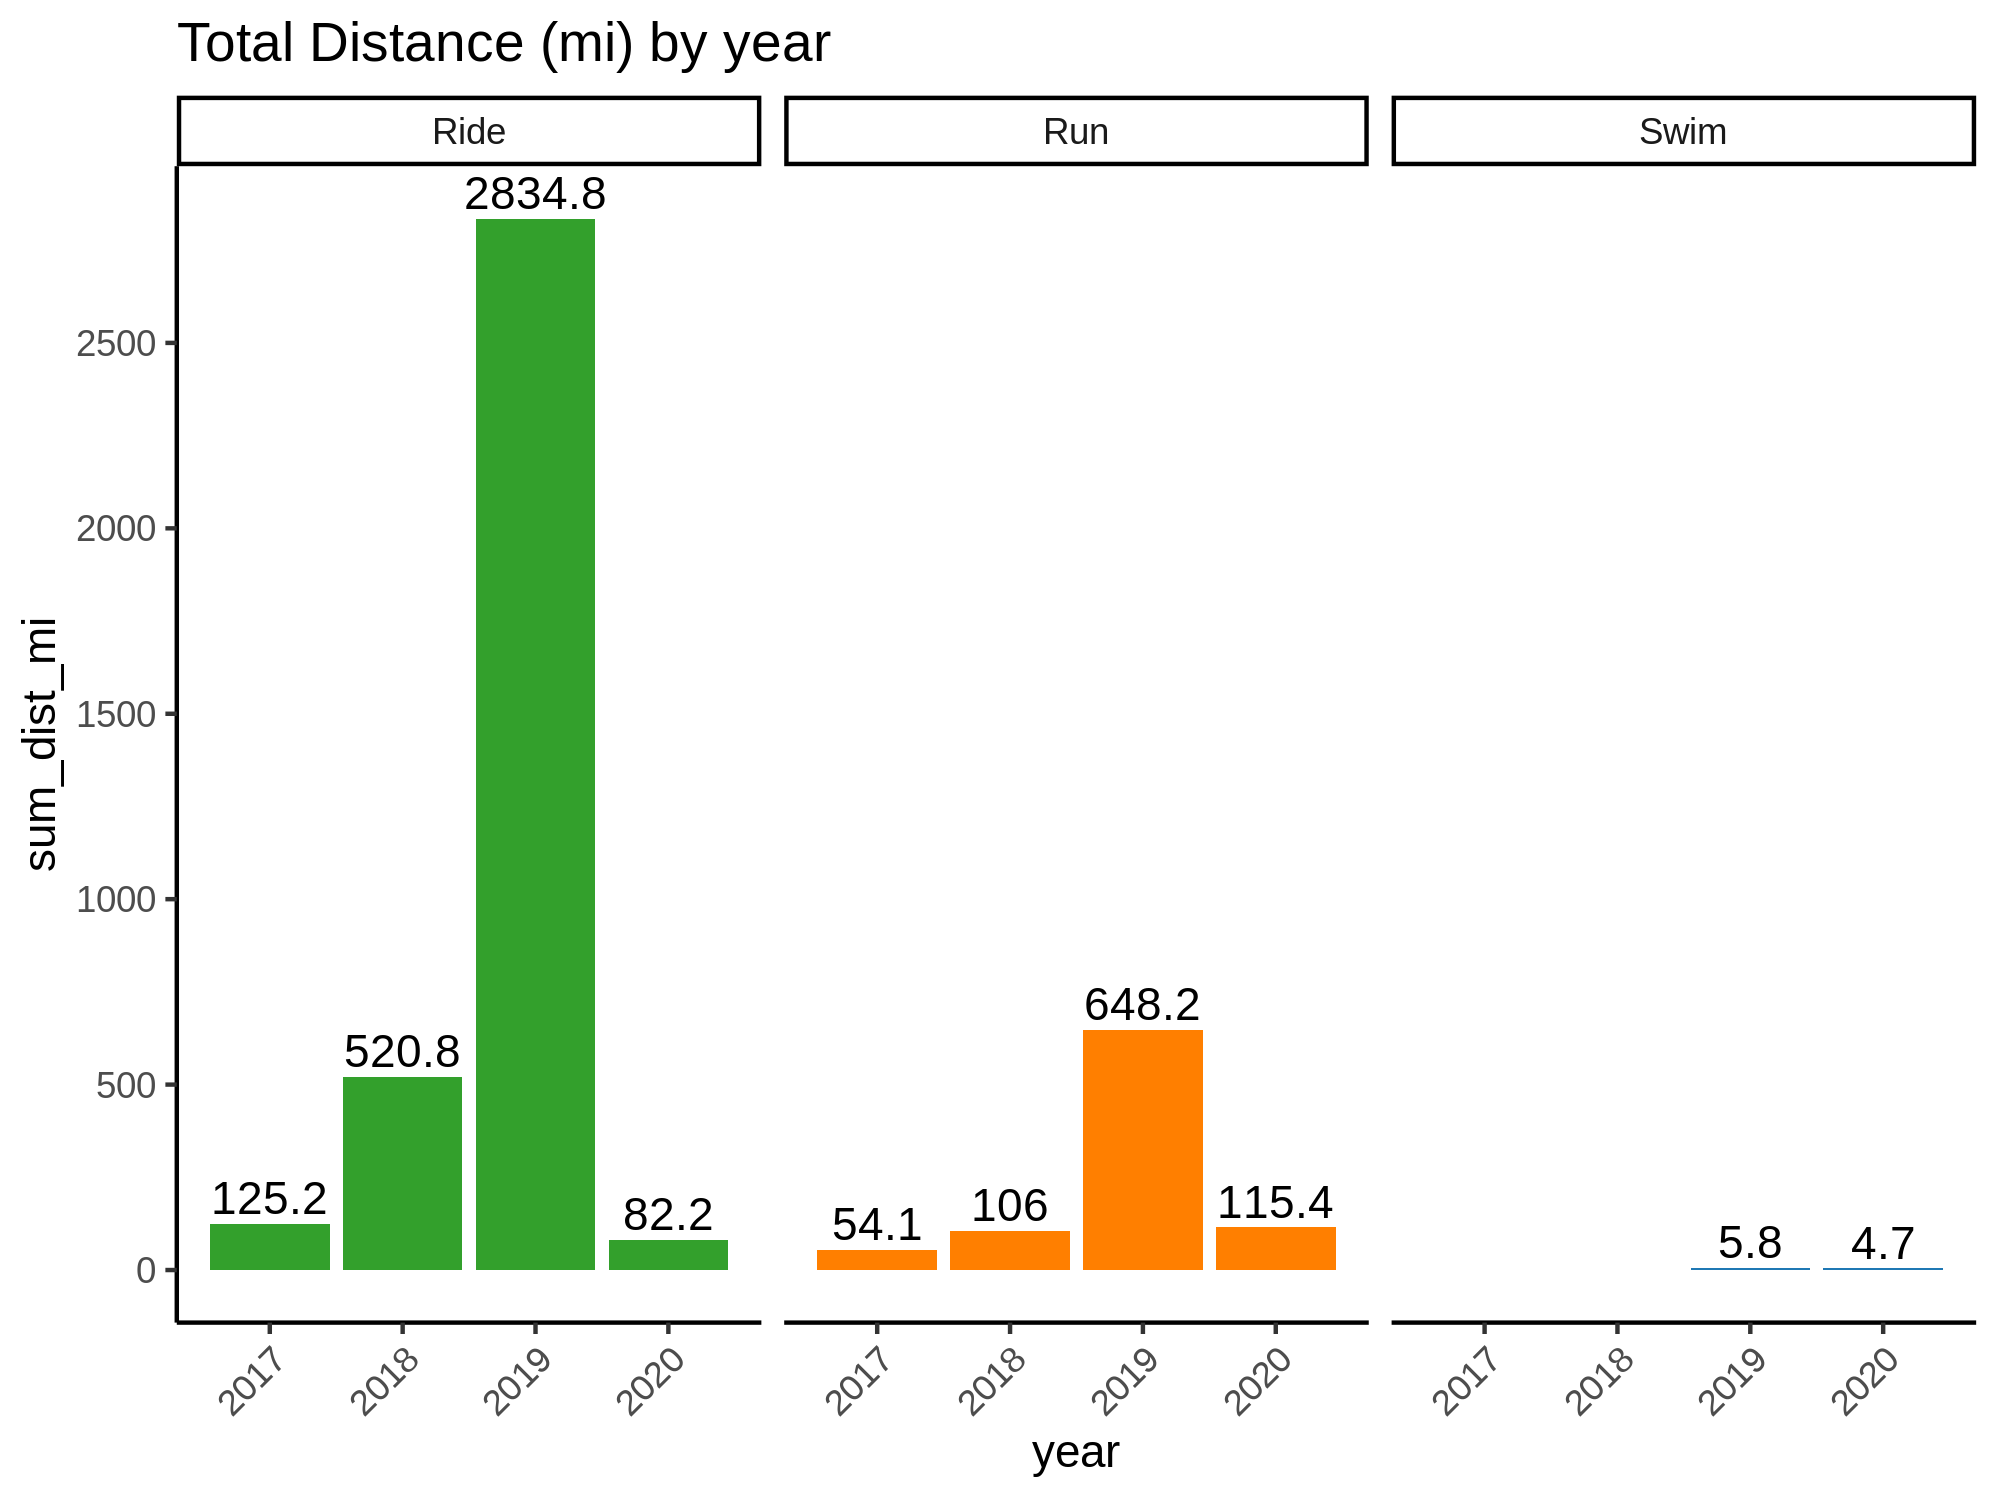 Total Distance (mi) by year
Ride Run Swim
2834.8
2500
2000
1500
1000
500
0
sum_dist_mi
125.2 520.8 82.2
54.1 106 648.2 115.4
5.8 4.7
2017 2018 2019 2020 2017 2018 2019 2020 2017 2018 2019 2020
year